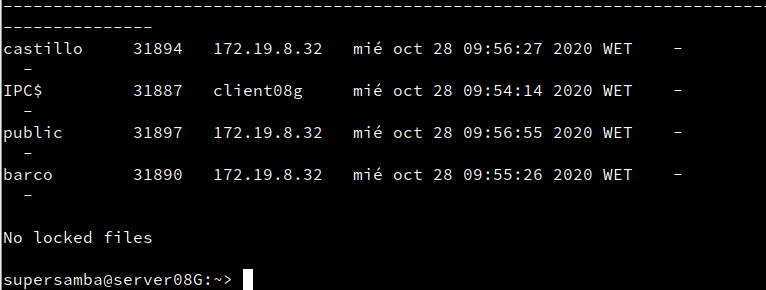 --------------------------------------------------------------------------------
---------------
castillo     31894   172.19.8.32   mié oct 28 09:56:27 2020 WET    -
  -
IPC$         31887   client08g     mié oct 28 09:54:14 2020 WET    -
  -
public       31897   172.19.8.32   mié oct 28 09:56:55 2020 WET    -
  -
barco        31890   172.19.8.32   mié oct 28 09:55:26 2020 WET    -
  -
No locked files
supersamba@server08G:~>